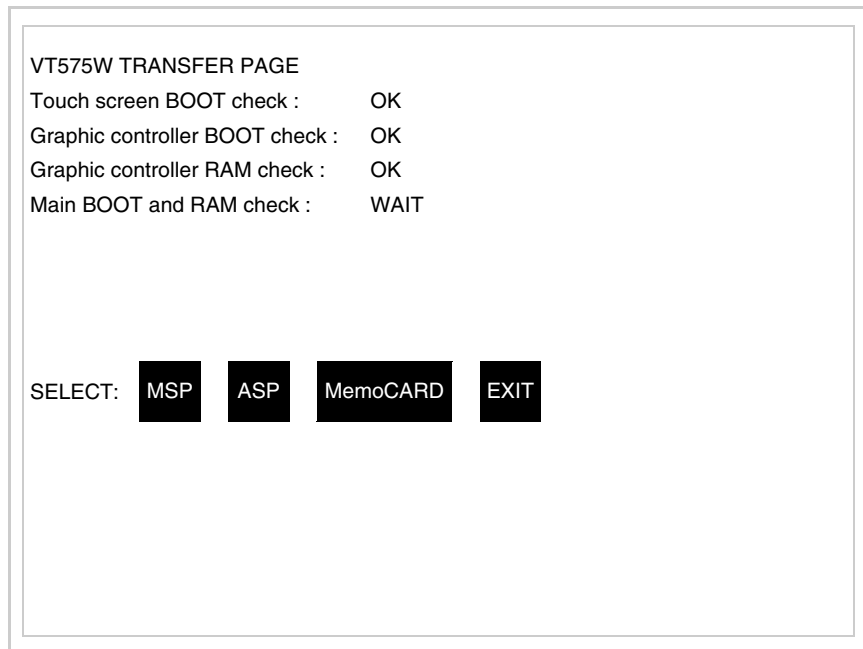 VT575W TRANSFER PAGE
Touch screen BOOT check : OK
Graphic controller BOOT check : OK
Graphic controller RAM check : OK
Main BOOT and RAM check : WAIT
SELECT: MSP ASP MemoCARD EXIT